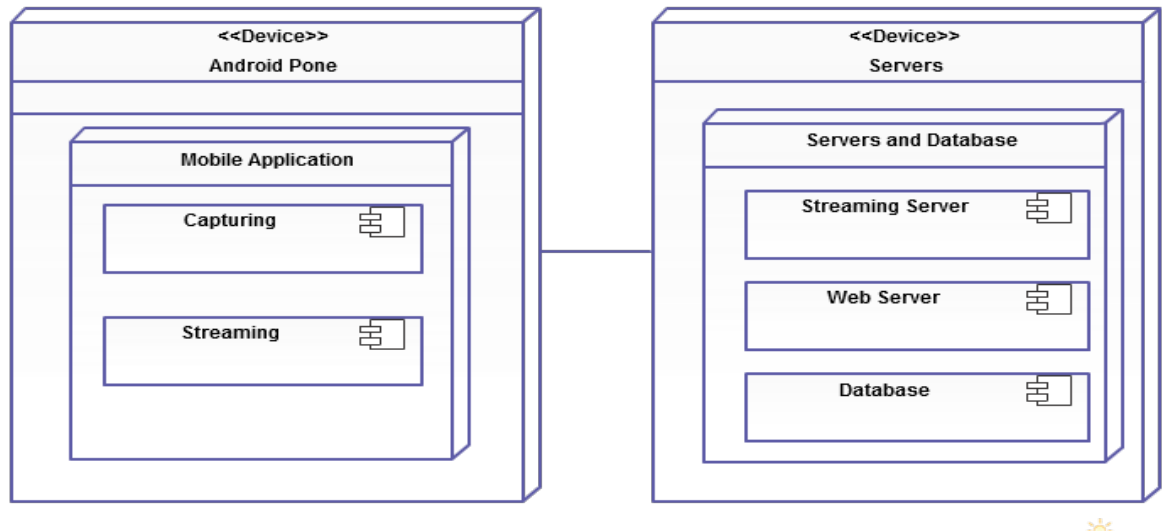 <<Device>>
Android Pone
Mobile Application
Capturing
Streaming
<<Device>>
Servers
Servers and Database
Streaming Server
Web Server
Database